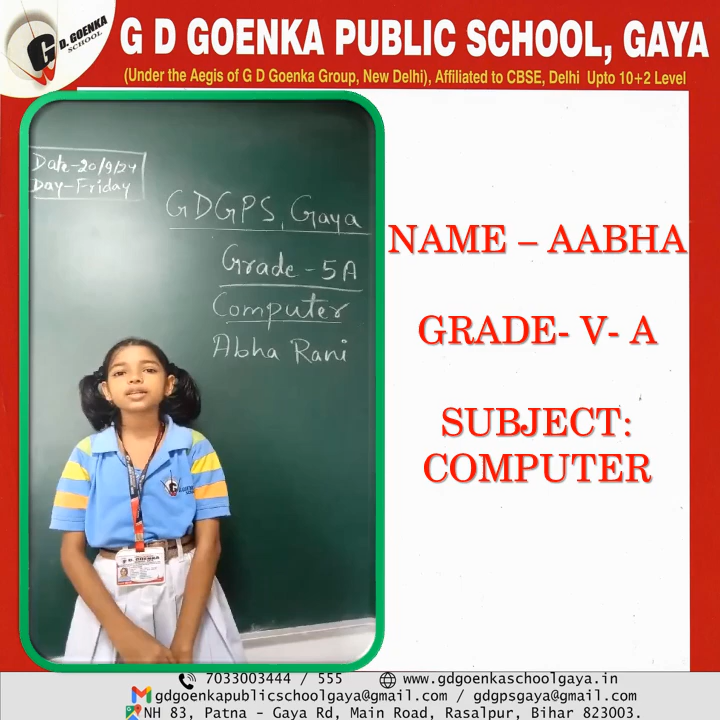 G D. GOENKA
SCHOOL
G D GOENKA PUBLIC SCHOOL, GAYA
(Under the Aegis of G D Goenka Group, New Delhi), Affiliated to CBSE, Delhi Upto 10+2 Level
Date-20/9/24
Day-Friday
GDGPS, Gaya
Grade-5A
Computer
Abha Rani
NAME – AABHA
GRADE- V- A
SUBJECT:
COMPUTER
G.D. GOENKA
7033003444 / 555 www.gdgoenkaschoolgaya.in
gdgoenkapublicschoolgaya@gmail.com / gdgpsgaya@gmail.com
NH 83, Patna - Gaya Rd, Main Road, Rasalpur, Bihar 823003.